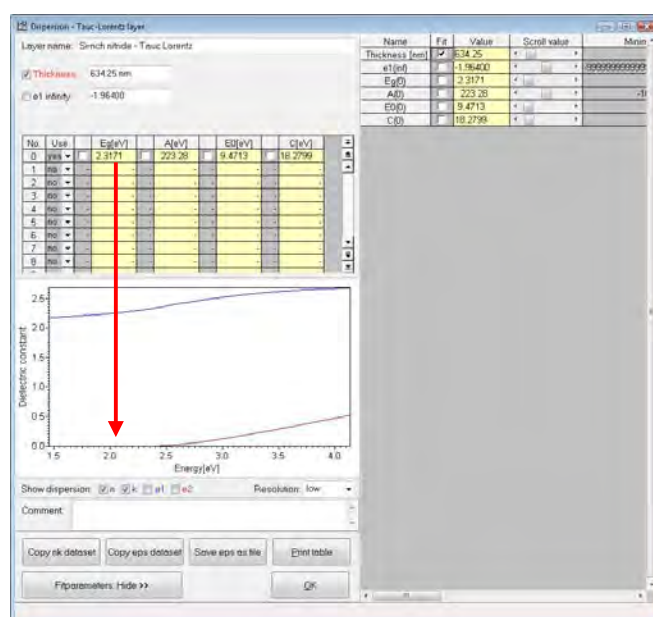 Dispersion - Tauc-Lorentz layer
Layer name: Sentech nitride - Tauc Lorentz
Thickness 634.25 nm
e1 infinity -1.96400
No. Use Eg[eV] A[eV] E0[eV] C[eV]
0 yes 2.3171 223.28 9.4713 18.2799
1 no - - - -
2 no - - - -
3 no - - - -
4 no - - - -
5 no - - - -
6 no - - - -
7 no - - - -
8 no - - - -
Name Fit Value Scroll value Minim
Thickness [nm] 634.25
e1(inf) -1.96400 -999999999999
Eg(0) 2.3171
A(0) 223.28
E0(0) 9.4713
C(0) 18.2799
Dielectric constant
2.5
2.0
1.5
1.0
0.5
0.0
1.5 2.0 2.5 3.0 3.5 4.0
Energy[eV]
Show dispersion: n k e1 e2 Resolution: low
Comment:
Copy nk dataset Copy eps dataset Save eps as file Print table
Fitparameters: Hide >> OK